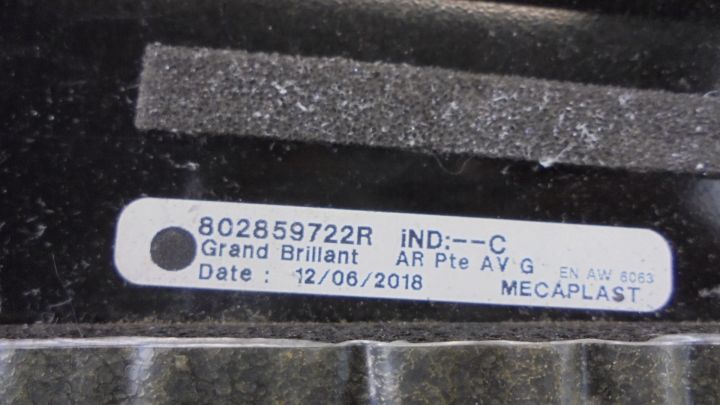 802859722R iND:--C
Grand Brillant AR Pte AV G EN AW 6063
Date : 12/06/2018 MECAPLAST